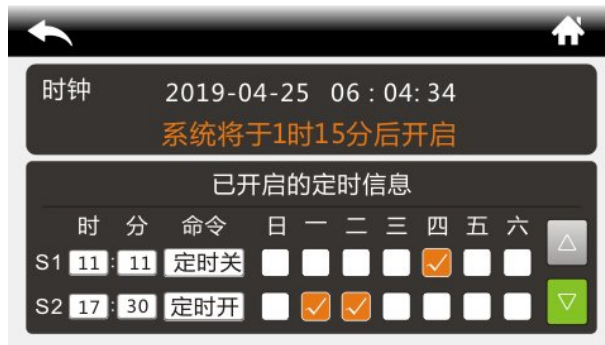 时钟 2019-04-25 06:04:34
系统将于1时15分后开启
已开启的定时信息
时 分 命令 日 一 二 三 四 五 六
S1 11:11 定时关
S2 17:30 定时开